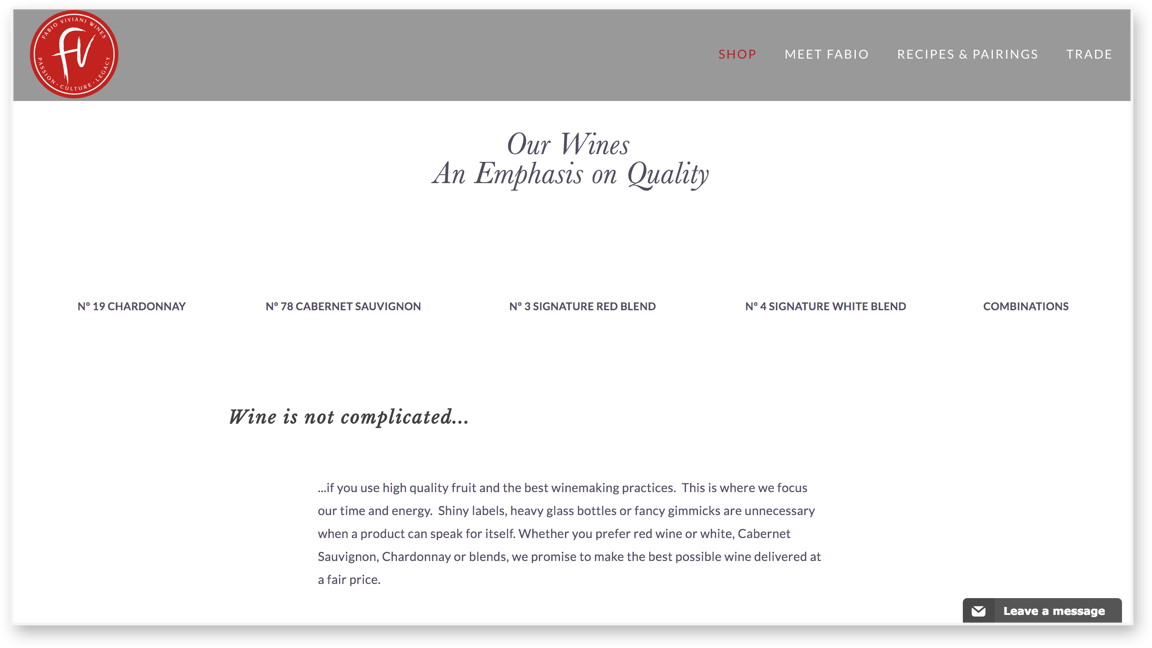 FABIO VIVIANI WINES
fv
PASSION · CULTURE · LEGACY
SHOP MEET FABIO RECIPES & PAIRINGS TRADE
Our Wines
An Emphasis on Quality
Nº 19 CHARDONNAY Nº 78 CABERNET SAUVIGNON Nº 3 SIGNATURE RED BLEND Nº 4 SIGNATURE WHITE BLEND COMBINATIONS
Wine is not complicated...
...if you use high quality fruit and the best winemaking practices.  This is where we focus
our time and energy.  Shiny labels, heavy glass bottles or fancy gimmicks are unnecessary
when a product can speak for itself. Whether you prefer red wine or white, Cabernet
Sauvignon, Chardonnay or blends, we promise to make the best possible wine delivered at
a fair price.
Leave a message